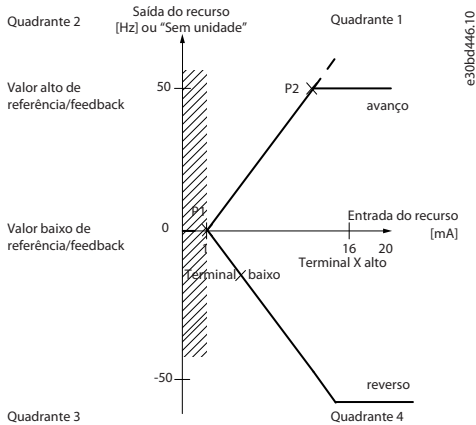 Quadrante 2
Saída do recurso
[Hz] ou “Sem unidade”
Quadrante 1
e30bd446.10
Valor alto de
referência/feedback
50
P2
avanço
P1
Valor baixo de
referência/feedback
0
Entrada do recurso
[mA]
1
16
20
Terminal X alto
Terminal X baixo
-50
reverso
Quadrante 3
Quadrante 4